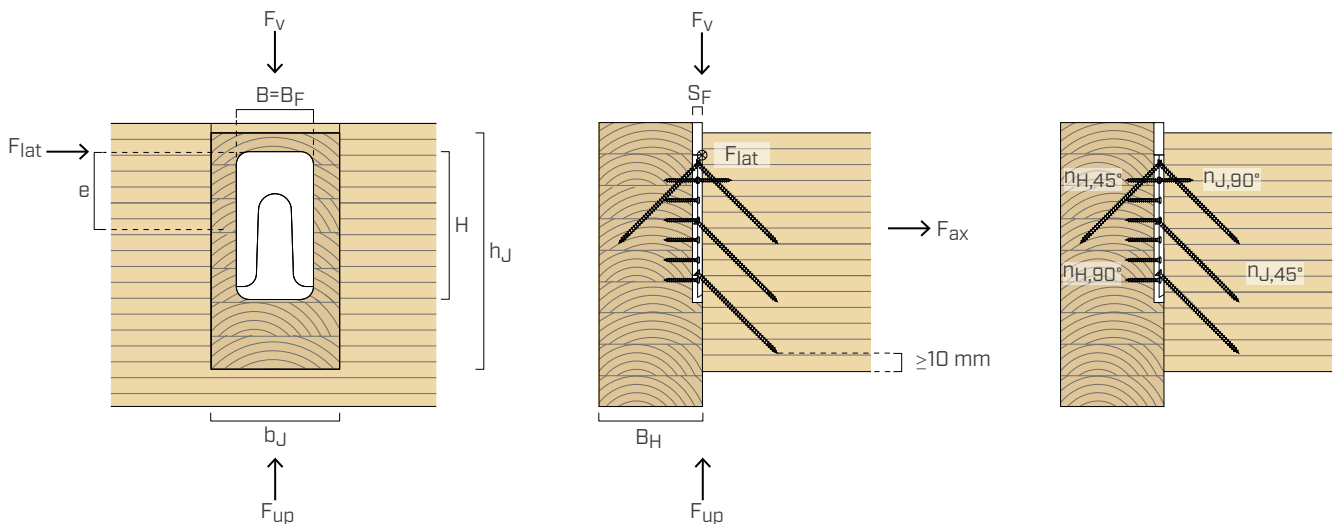 Fv
B=BF
Flat
e
H
hJ
bJ
Fup
Fv
SF
Flat
Fax
≥10 mm
BH
Fup
nH,45°
nJ,90°
nH,90°
nJ,45°